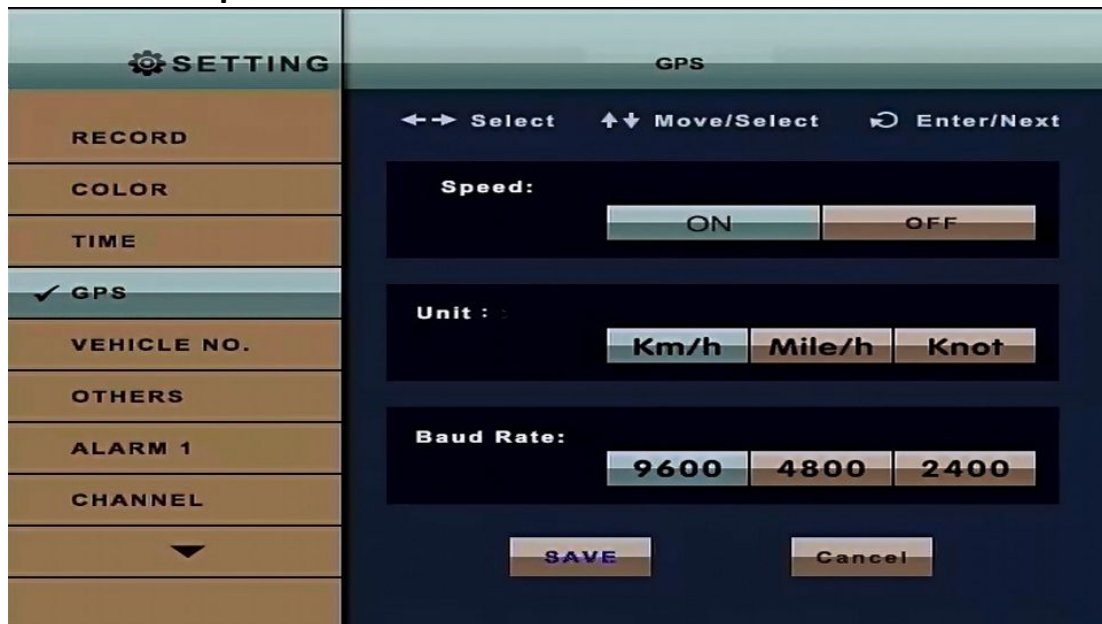 SETTING
GPS
RECORD
COLOR
TIME
GPS
VEHICLE NO.
OTHERS
ALARM 1
CHANNEL
Select Move/Select Enter/Next
Speed:
ON OFF
Unit :
Km/h Mile/h Knot
Baud Rate:
9600 4800 2400
SAVE Cancel